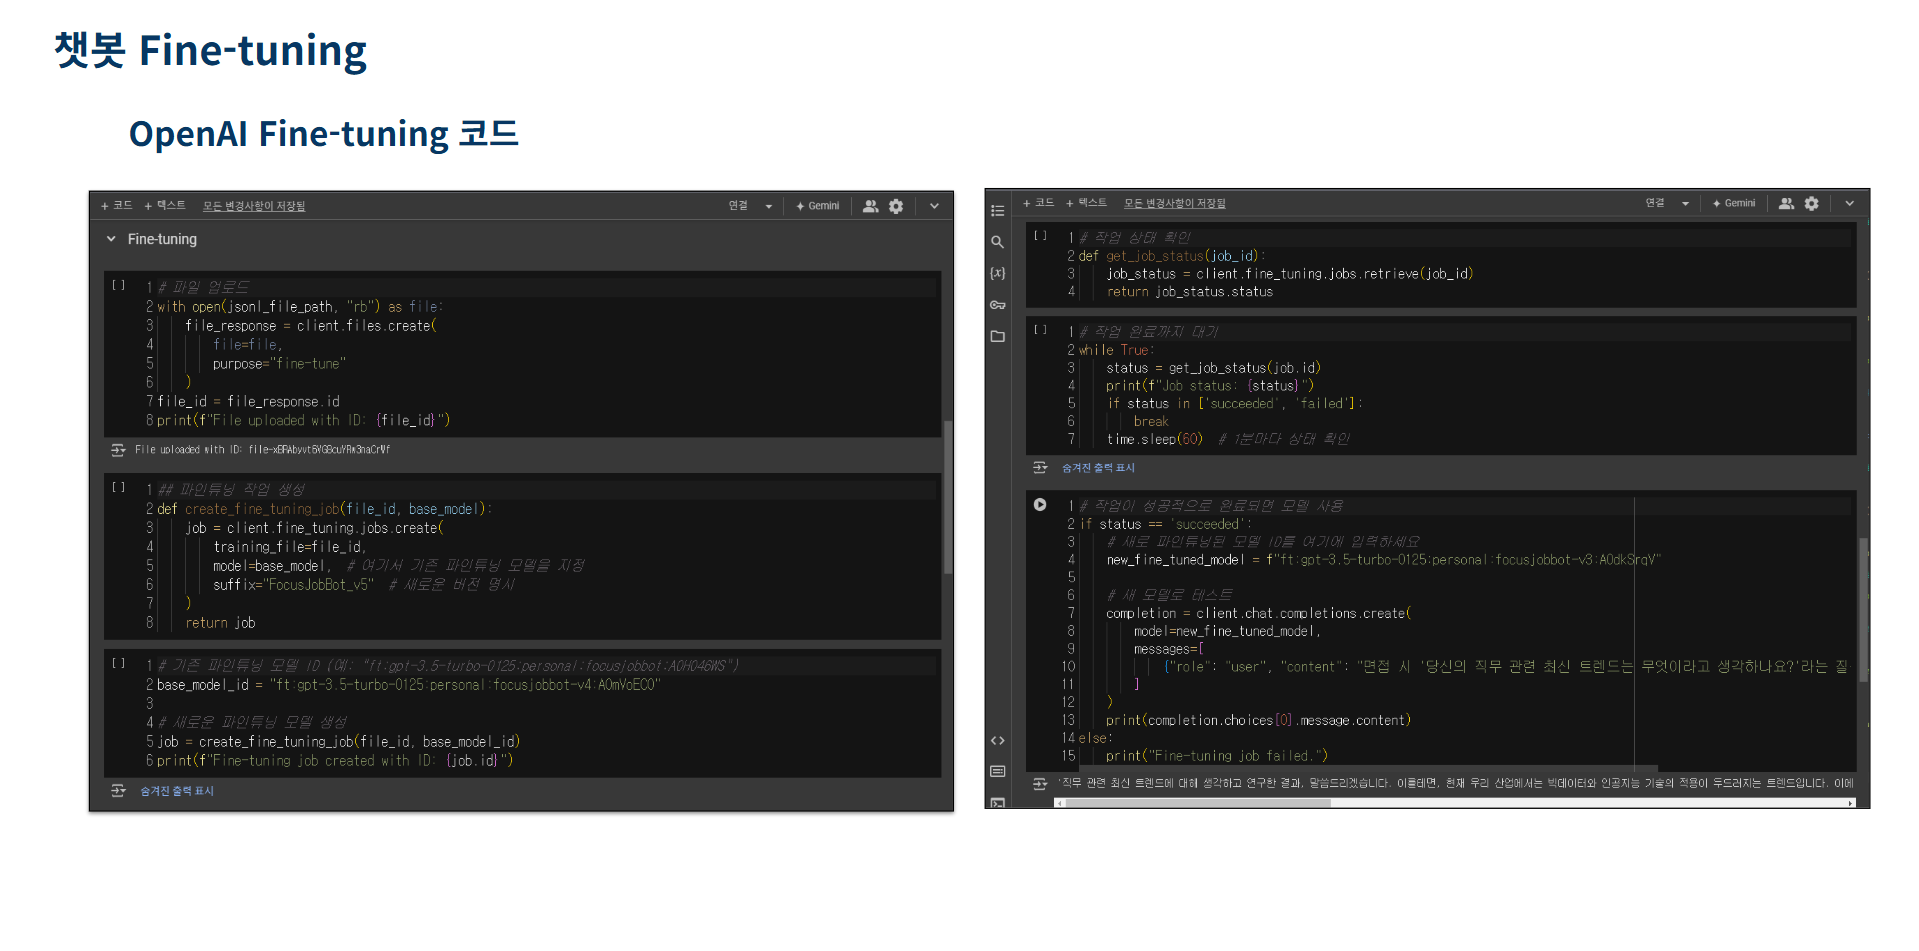 챗봇 Fine-tuning
OpenAI Fine-tuning 코드
+ 코드 + 텍스트 모든 변경사항이 저장됨 연결 Gemini
Fine-tuning
[ ] 1 # 파일 업로드
2 with open(jsonl_file_path, "rb") as file:
3 file_response = client.files.create(
4 file=file,
5 purpose="fine-tune"
6 )
7 file_id = file_response.id
8 print(f"File uploaded with ID: {file_id}")
File uploaded with ID:
[ ] 1 ## 파인튜닝 작업 생성
2 def create_fine_tuning_job(file_id, base_model):
3 job = client.fine_tuning.jobs.create(
4 training_file=file_id,
5 model=base_model, # 여기서 기존 파인튜닝 모델을 지정
6 suffix="FocusJobBot_v5" # 새로운 버전 명시
7 )
8 return job
[ ] 1 # 기존 파인튜닝 모델 ID (예: "ft:gpt-3.5-turbo-0125:personal:focusjobbot:A0HO46WS")
2 base_model_id = "ft:gpt-3.5-turbo-0125:personal:focusjobbot-v4:A0mVoECO"
3
4 # 새로운 파인튜닝 모델 생성
5 job = create_fine_tuning_job(file_id, base_model_id)
6 print(f"Fine-tuning job created with ID: {job.id}")
숨겨진 출력 표시
+ 코드 + 텍스트 모든 변경사항이 저장됨 연결 Gemini
[ ] 1 # 작업 상태 확인
2 def get_job_status(job_id):
3 job_status = client.fine_tuning.jobs.retrieve(job_id)
4 return job_status.status
[ ] 1 # 작업 완료까지 대기
2 while True:
3 status = get_job_status(job.id)
4 print(f"Job status: {status}")
5 if status in ['succeeded', 'failed']:
6 break
7 time.sleep(60) # 1분마다 상태 확인
숨겨진 출력 표시
1 # 작업이 성공적으로 완료되면 모델 사용
2 if status == 'succeeded':
3 # 새로 파인튜닝된 모델 ID를 여기에 입력하세요
4 new_fine_tuned_model = f"ft:gpt-3.5-turbo-0125:personal:focusjobbot-v3:A0dkSrqV"
5
6 # 새 모델로 테스트
7 completion = client.chat.completions.create(
8 model=new_fine_tuned_model,
9 messages=[
10 {"role": "user", "content": "면접 시 '당신의 직무 관련 최신 트렌드는 무엇이라고 생각하나요?'라는 질
11 ]
12 )
13 print(completion.choices[0].message.content)
14 else:
15 print("Fine-tuning job failed.")
'직무 관련 최신 트렌드에 대해 생각하고 연구한 결과, 말씀드리겠습니다. 이를테면, 현재 우리 산업에서는 빅데이터와 인공지능 기술의 적용이 두드러지는 트렌드입니다. 이에